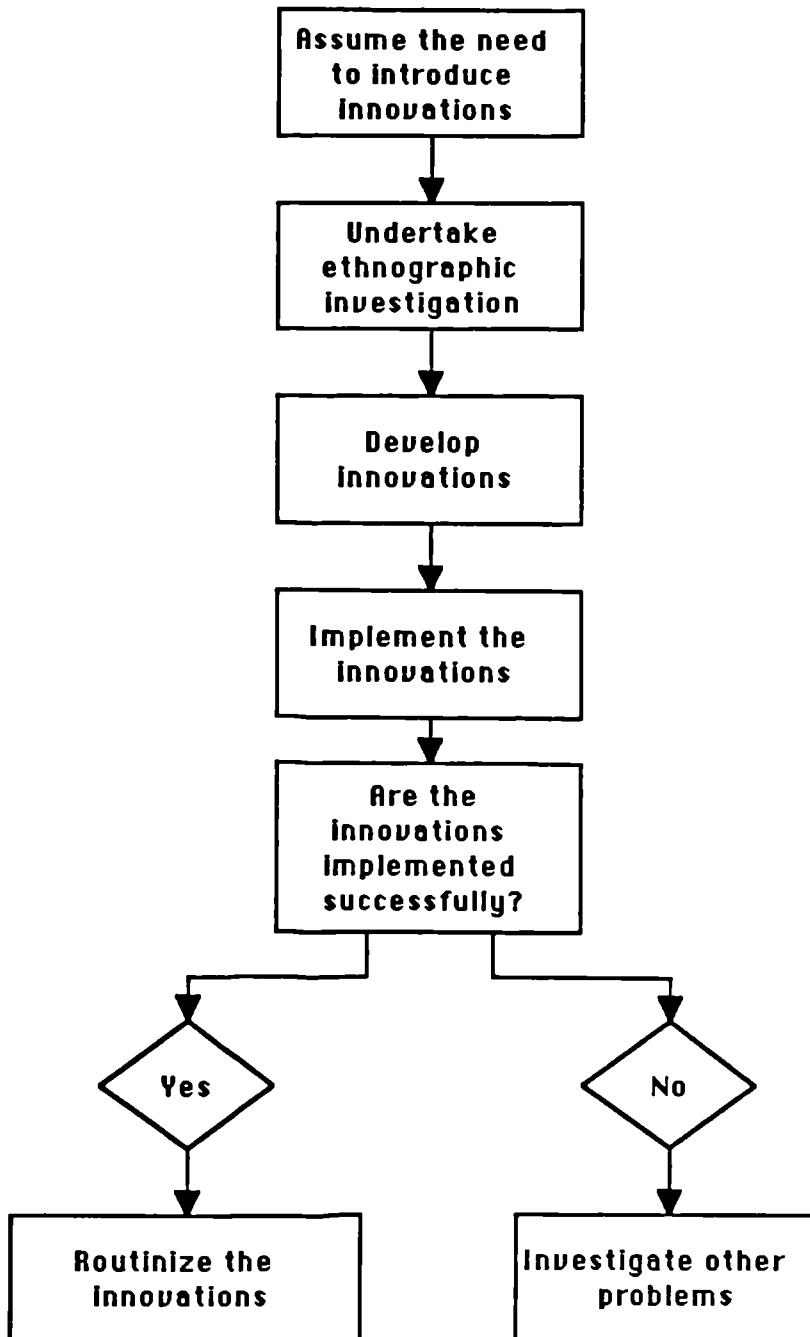 Assume the need
to introduce
innovations
Undertake
ethnographic
investigation
Develop
innovations
Implement the
innovations
Are the
innovations
implemented
successfully?
Yes
No
Routinize the
innovations
Investigate other
problems